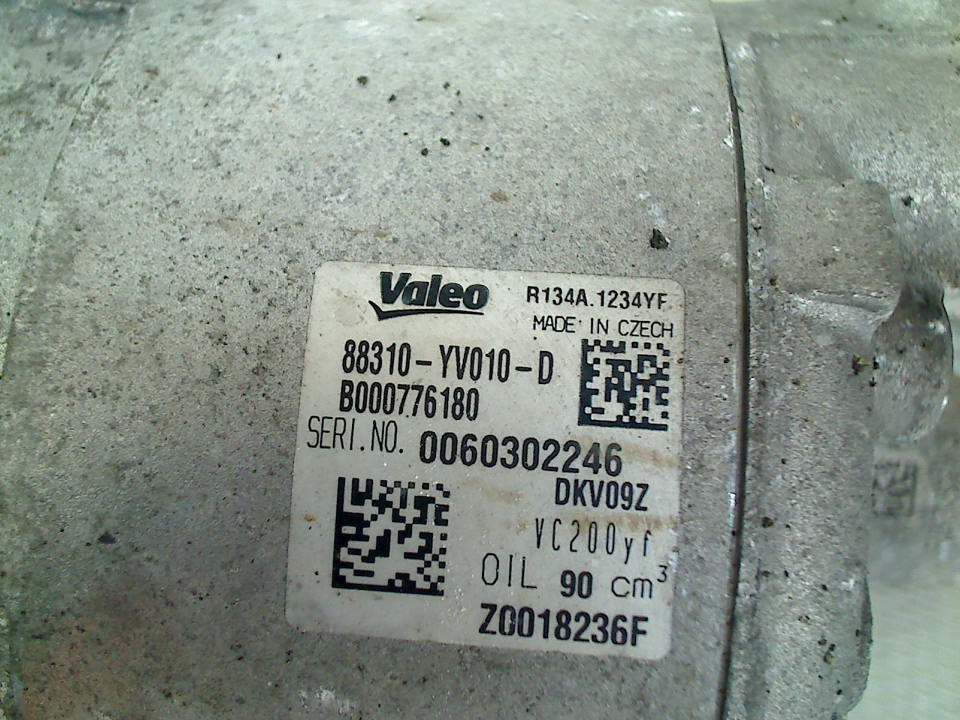 Valeo
R134A.1234YF
MADE IN CZECH
88310-YV010-D
B000776180
SERI.NO. 0060302246
DKV09Z
VC200yf
OIL 90 cm³
Z0018236F